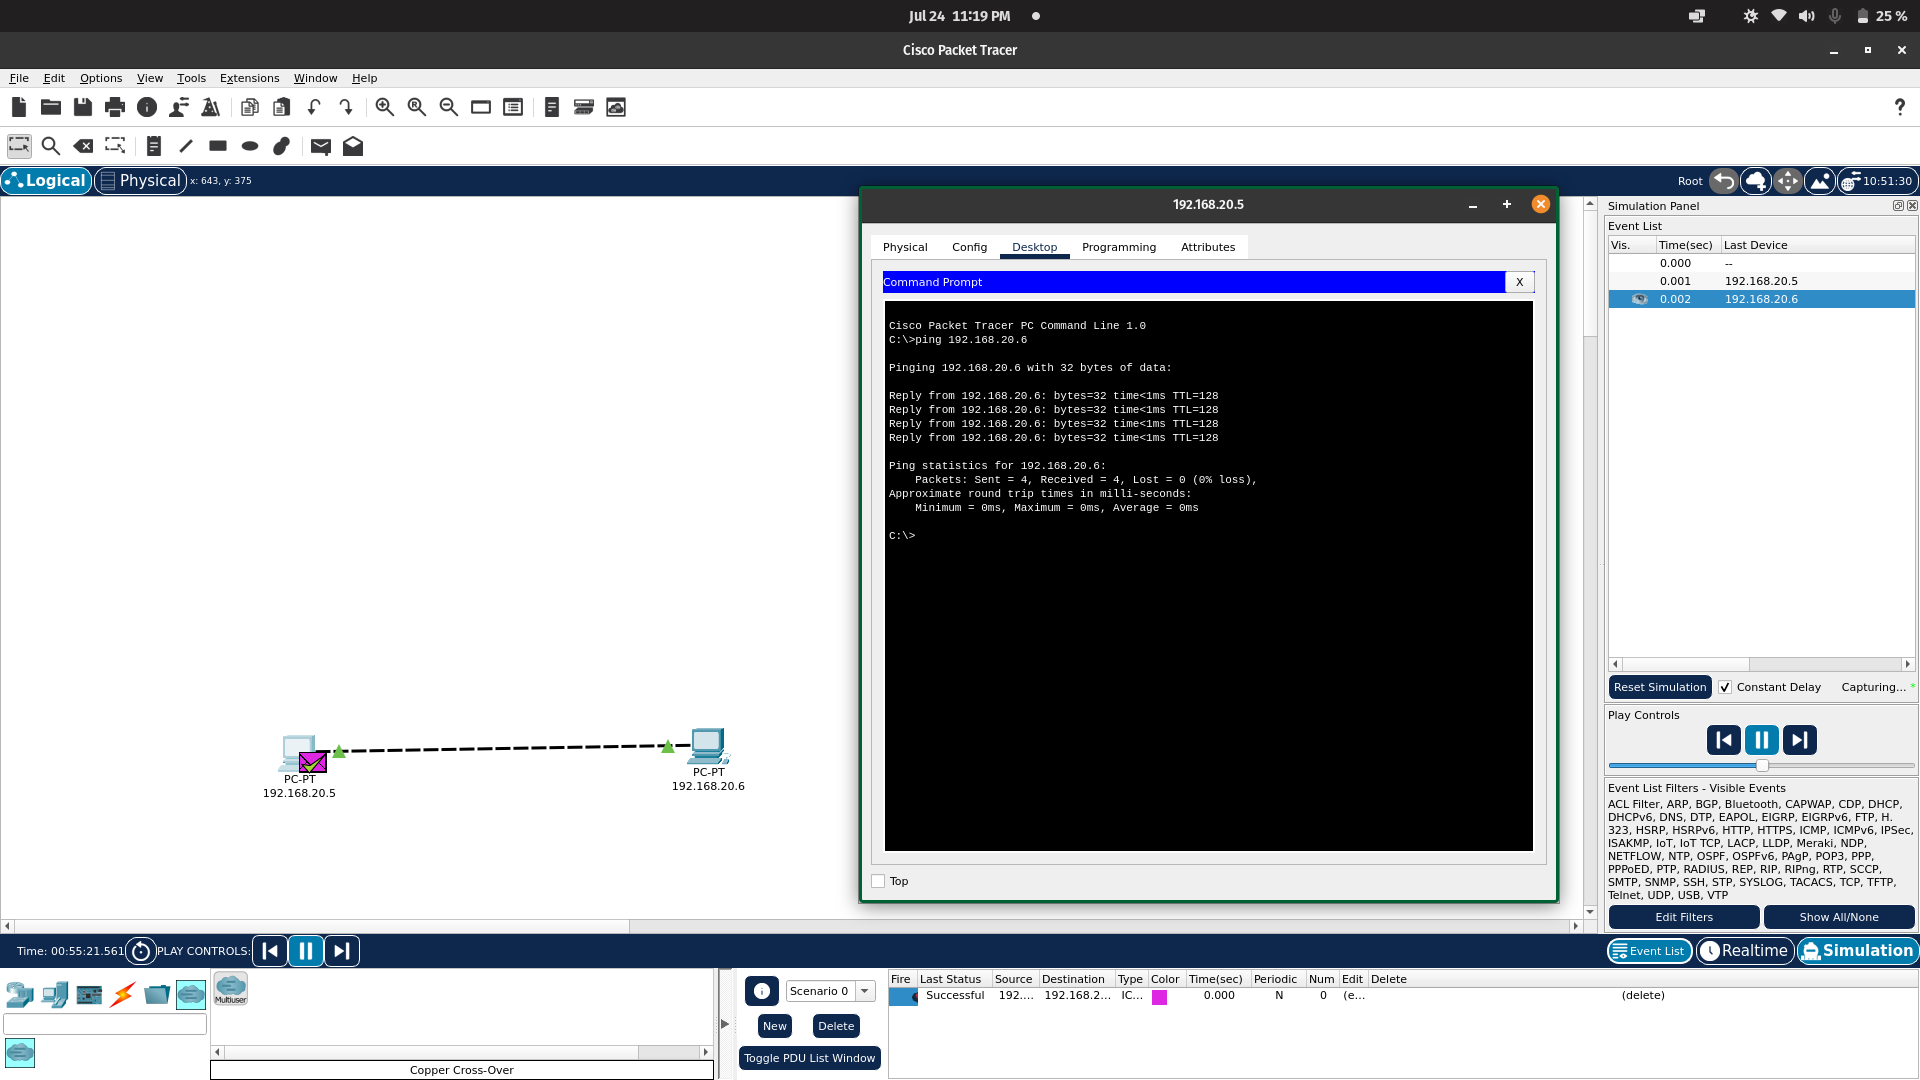 Jul 24 11:19 PM
25 %
Cisco Packet Tracer
File Edit Options View Tools Extensions Window Help
?
Logical Physical x: 643, y: 375
Root 10:51:30
192.168.20.5
Physical Config Desktop Programming Attributes
Command Prompt
X
Cisco Packet Tracer PC Command Line 1.0
C:\>ping 192.168.20.6
Pinging 192.168.20.6 with 32 bytes of data:
Reply from 192.168.20.6: bytes=32 time<1ms TTL=128
Reply from 192.168.20.6: bytes=32 time<1ms TTL=128
Reply from 192.168.20.6: bytes=32 time<1ms TTL=128
Reply from 192.168.20.6: bytes=32 time<1ms TTL=128
Ping statistics for 192.168.20.6:
Packets: Sent = 4, Received = 4, Lost = 0 (0% loss),
Approximate round trip times in milli-seconds:
Minimum = 0ms, Maximum = 0ms, Average = 0ms
C:\>
Top
PC-PT
192.168.20.5
PC-PT
192.168.20.6
Simulation Panel
Event List
Vis. Time(sec) Last Device
0.000 --
0.001 192.168.20.5
0.002 192.168.20.6
Reset Simulation Constant Delay Capturing... *
Play Controls
Event List Filters - Visible Events
ACL Filter, ARP, BGP, Bluetooth, CAPWAP, CDP, DHCP,
DHCPv6, DNS, DTP, EAPOL, EIGRP, EIGRPv6, FTP, H.
323, HSRP, HSRPv6, HTTP, HTTPS, ICMP, ICMPv6, IPSec,
ISAKMP, IoT, IoT TCP, LACP, LLDP, Meraki, NDP,
NETFLOW, NTP, OSPF, OSPFv6, PAgP, POP3, PPP,
PPPoED, PTP, RADIUS, REP, RIP, RIPng, RTP, SCCP,
SMTP, SNMP, SSH, STP, SYSLOG, TACACS, TCP, TFTP,
Telnet, UDP, USB, VTP
Edit Filters Show All/None
Time: 00:55:21.561 PLAY CONTROLS:
Event List Realtime Simulation
Multiuser
Copper Cross-Over
Scenario 0
New Delete
Toggle PDU List Window
Fire Last Status Source Destination Type Color Time(sec) Periodic Num Edit Delete
Successful 192.... 192.168.2... IC... 0.000 N 0 (e... (delete)